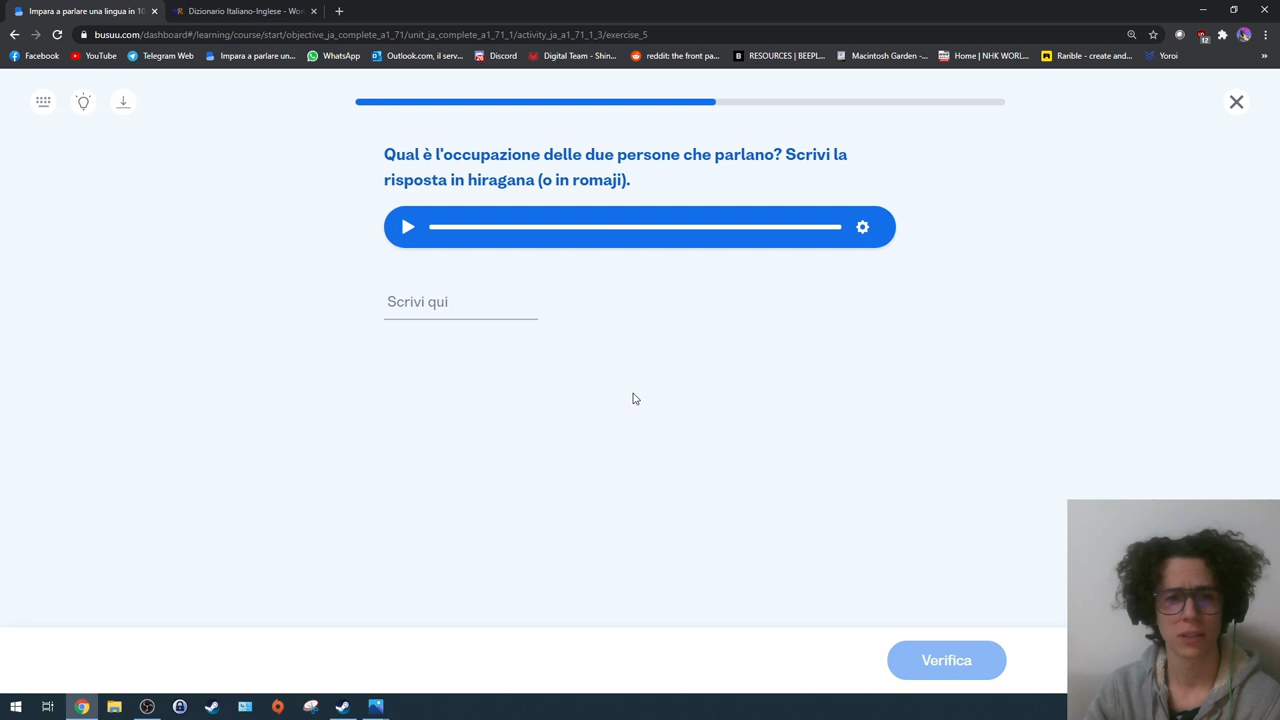 Impara a parlare una lingua in 10
Dizionario Italiano-Inglese - Wor
busuu.com/dashboard#/learning/course/start/objective_ja_complete_a1_71/unit_ja_complete_a1_71_1/activity_ja_a1_71_1_3/exercise_5
12
Facebook
YouTube
Telegram Web
Impara a parlare un...
WhatsApp
Outlook.com, il serv...
Discord
Digital Team - Shin...
RESOURCES | BEEPL...
reddit: the front pa...
Macintosh Garden -...
Home | NHK WORL...
Rarible - create and...
Yoroi
»
Qual è l'occupazione delle due persone che parlano? Scrivi la
risposta in hiragana (o in romaji).
Scrivi qui
Verifica